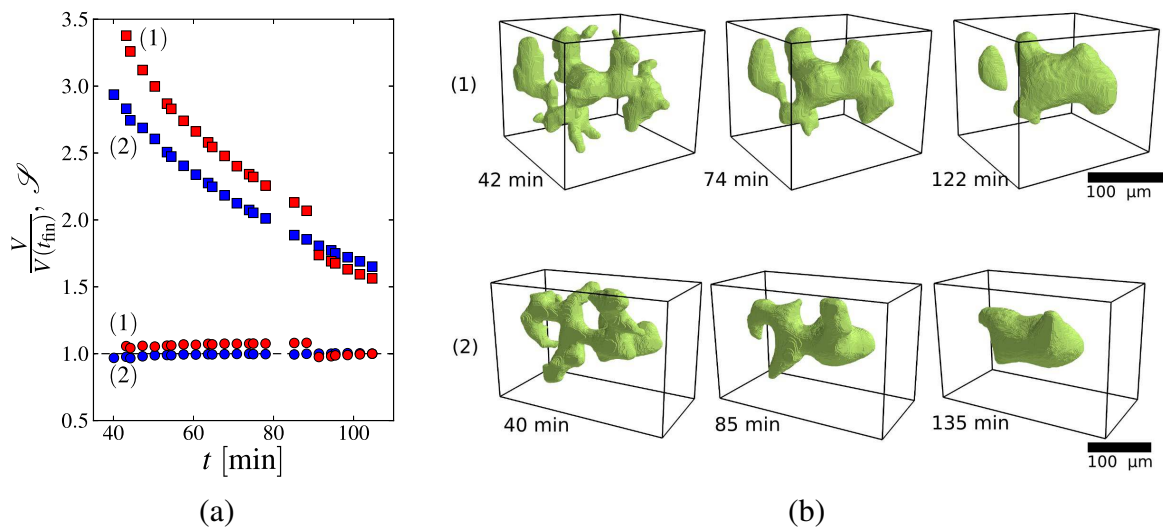 3.5
3.0
2.5
2.0
1.5
1.0
0.5
(1)
(2)
(1)
(2)
V
V(t_fin)
, 𝒮
40 60 80 100
t [min]
(a)
(1)
42 min
74 min
122 min
100 µm
(2)
40 min
85 min
135 min
100 µm
(b)